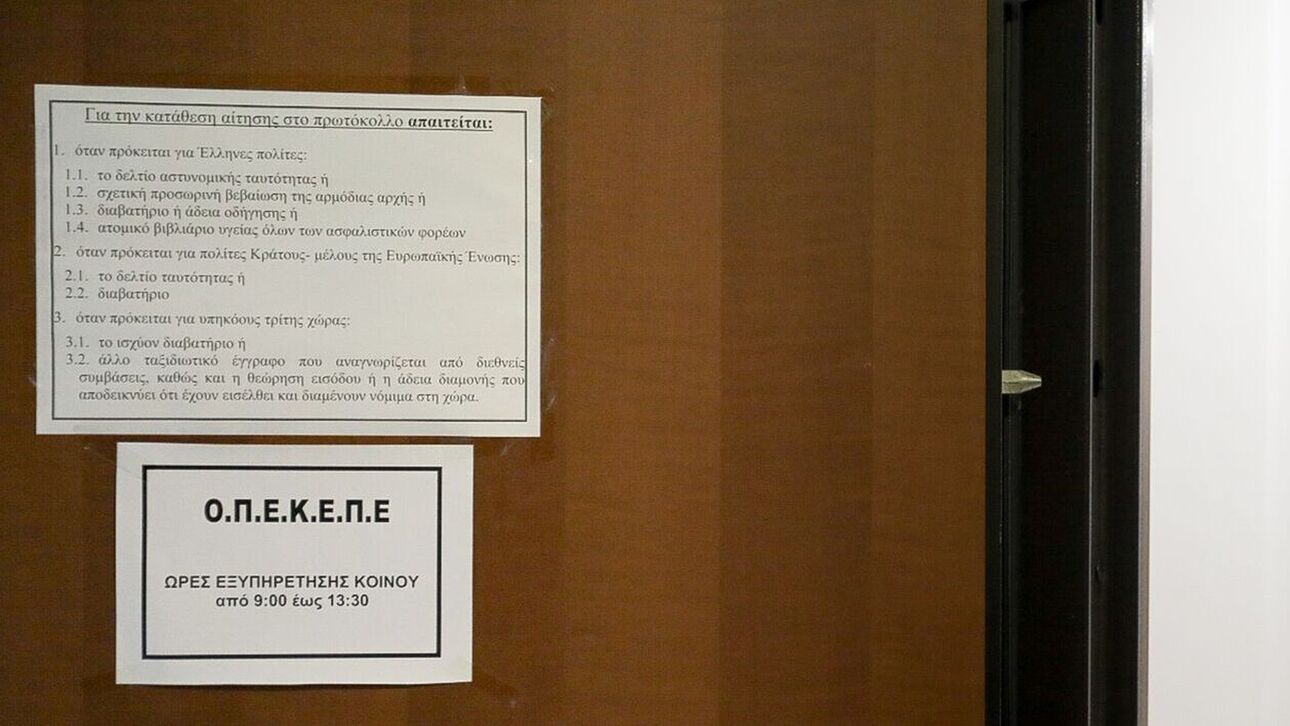 Για την κατάθεση αίτησης στο πρωτόκολλο απαιτείται:
1. όταν πρόκειται για Έλληνες πολίτες:
1.1. το δελτίο αστυνομικής ταυτότητας ή
1.2. σχετική προσωρινή βεβαίωση της αρμόδιας αρχής ή
1.3. διαβατήριο ή άδεια οδήγησης ή
1.4. ατομικό βιβλιάριο υγείας όλων των ασφαλιστικών φορέων
2. όταν πρόκειται για πολίτες Κράτους- μέλους της Ευρωπαϊκής Ένωσης:
2.1. το δελτίο ταυτότητας ή
2.2. διαβατήριο
3. όταν πρόκειται για υπηκόους τρίτης χώρας:
3.1. το ισχύον διαβατήριο ή
3.2. άλλο ταξιδιωτικό έγγραφο που αναγνωρίζεται από διεθνείς
συμβάσεις, καθώς και η θεώρηση εισόδου ή η άδεια διαμονής που
αποδεικνύει ότι έχουν εισέλθει και διαμένουν νόμιμα στη χώρα.
Ο.Π.Ε.Κ.Ε.Π.Ε
ΩΡΕΣ ΕΞΥΠΗΡΕΤΗΣΗΣ ΚΟΙΝΟΥ
από 9:00 έως 13:30